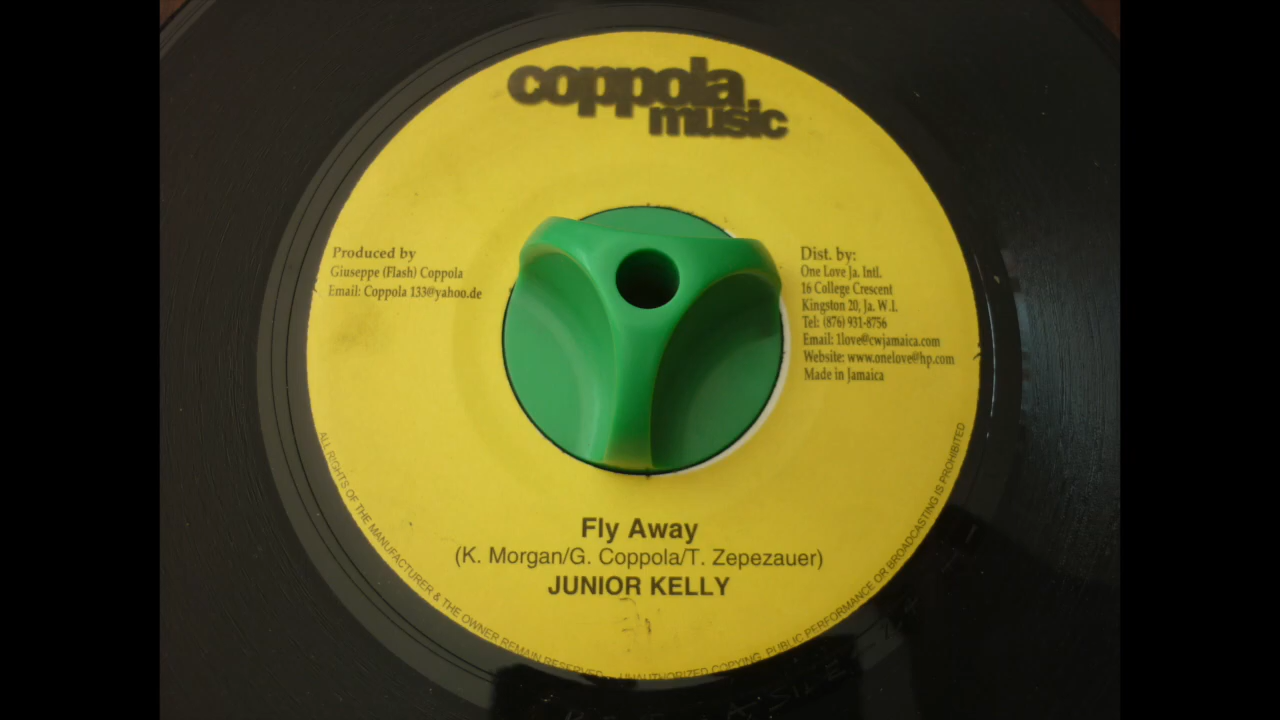 coppola
music
Produced by
Giuseppe (Flash) Coppola
Email: Coppola 133@yahoo.de
Dist. by:
One Love Ja. Intl.
16 College Crescent
Kingston 20, Ja. W.I.
Tel: (876) 931-8756
Email: 1love@cwjamaica.com
Website: www.onelove@hp.com
Made in Jamaica
Fly Away
(K. Morgan/G. Coppola/T. Zepezauer)
JUNIOR KELLY
ALL RIGHTS OF THE MANUFACTURER & THE OWNER REMAIN RESERVED - UNAUTHORIZED COPYING, PUBLIC PERFORMANCE OR BROADCASTING IS PROHIBITED